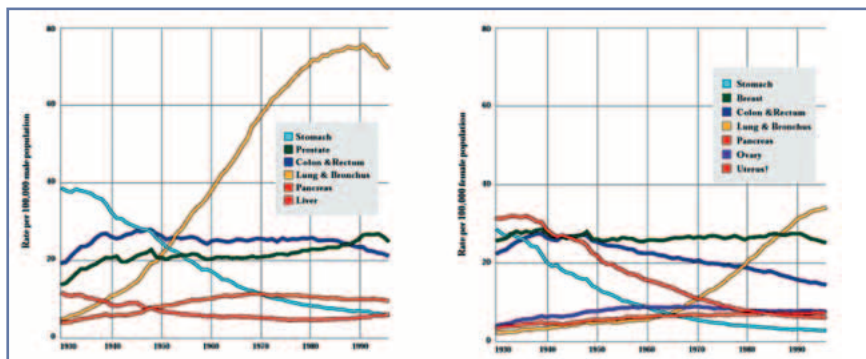 80
60
40
20
0
Rate per 100,000 male population
Stomach
Prostate
Colon &Rectum
Lung & Bronchus
Pancreas
Liver
1930 1940 1950 1960 1970 1980 1990
80
60
40
20
0
Rate per 100,000 female population
Stomach
Breast
Colon &Rectum
Lung & Bronchus
Pancreas
Ovary
Uterus†
1930 1940 1950 1960 1970 1980 1990